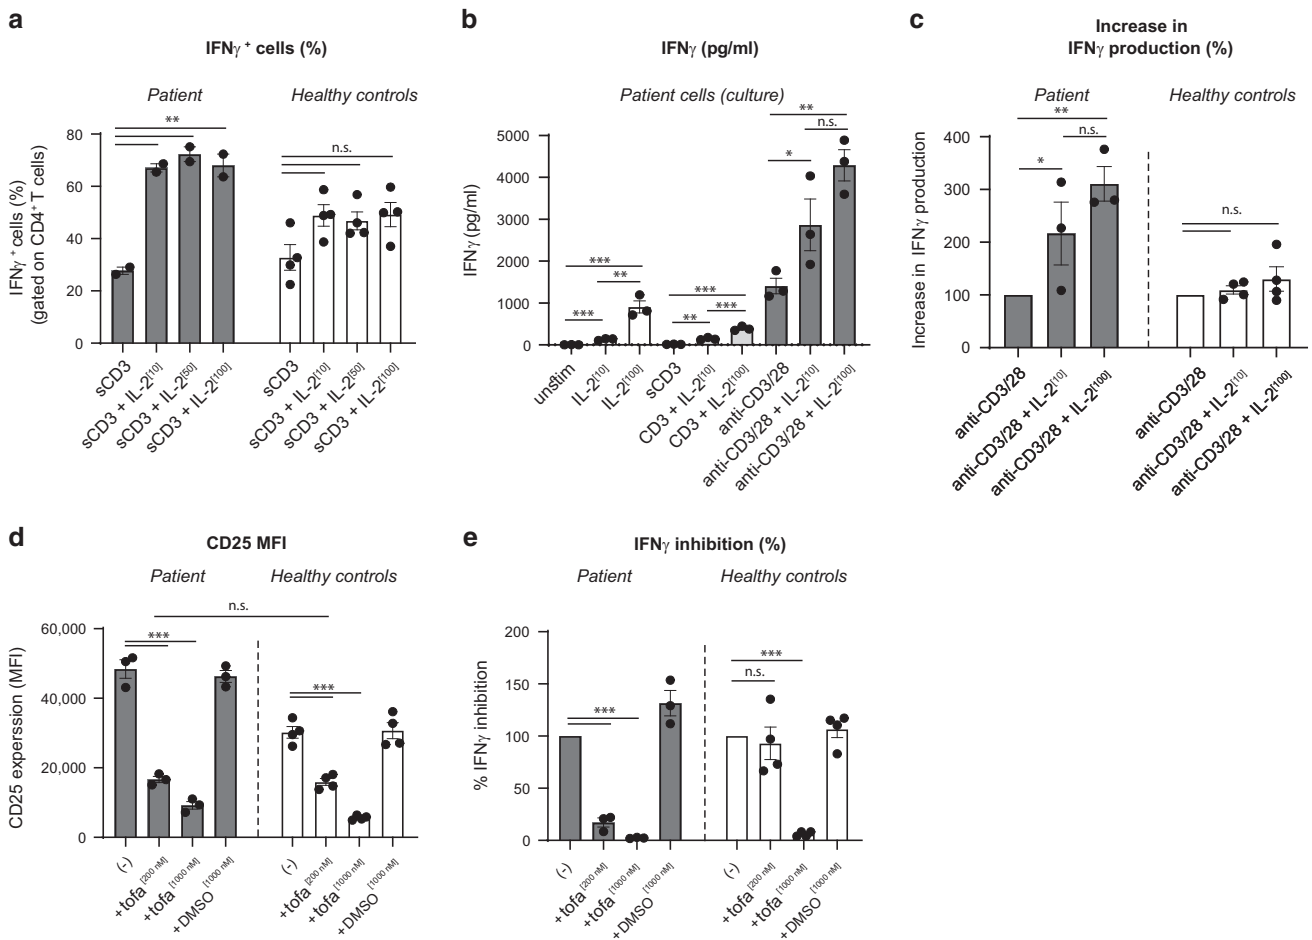 a
IFNγ⁺ cells (%)
Patient
Healthy controls
IFNγ⁺ cells (%)
(gated on CD4⁺ T cells)
80
60
40
20
0
**
n.s.
sCD3
sCD3 + IL-2[10]
sCD3 + IL-2[50]
sCD3 + IL-2[100]
sCD3
sCD3 + IL-2[10]
sCD3 + IL-2[50]
sCD3 + IL-2[100]
b
IFNγ (pg/ml)
Patient cells (culture)
IFNγ (pg/ml)
5000
4000
3000
2000
1000
0
***
**
***
**
***
***
*
**
n.s.
unstim
IL-2[10]
IL-2[100]
sCD3
CD3 + IL-2[10]
CD3 + IL-2[100]
anti-CD3/28
anti-CD3/28 + IL-2[10]
anti-CD3/28 + IL-2[100]
c
Increase in
IFNγ production (%)
Patient
Healthy controls
Increase in IFNγ production
400
300
200
100
0
**
n.s.
*
n.s.
anti-CD3/28
anti-CD3/28 + IL-2[10]
anti-CD3/28 + IL-2[100]
anti-CD3/28
anti-CD3/28 + IL-2[10]
anti-CD3/28 + IL-2[100]
d
CD25 MFI
Patient
Healthy controls
CD25 experssion (MFI)
60,000
40,000
20,000
0
n.s.
***
***
(-)
+tofa [200 nM]
+tofa [1000 nM]
+DMSO [1000 nM]
(-)
+tofa [200 nM]
+tofa [1000 nM]
+DMSO [1000 nM]
e
IFNγ inhibition (%)
Patient
Healthy controls
% IFNγ inhibition
200
150
100
50
0
***
***
n.s.
(-)
+tofa [200 nM]
+tofa [1000 nM]
+DMSO [1000 nM]
(-)
+tofa [200 nM]
+tofa [1000 nM]
+DMSO [1000 nM]